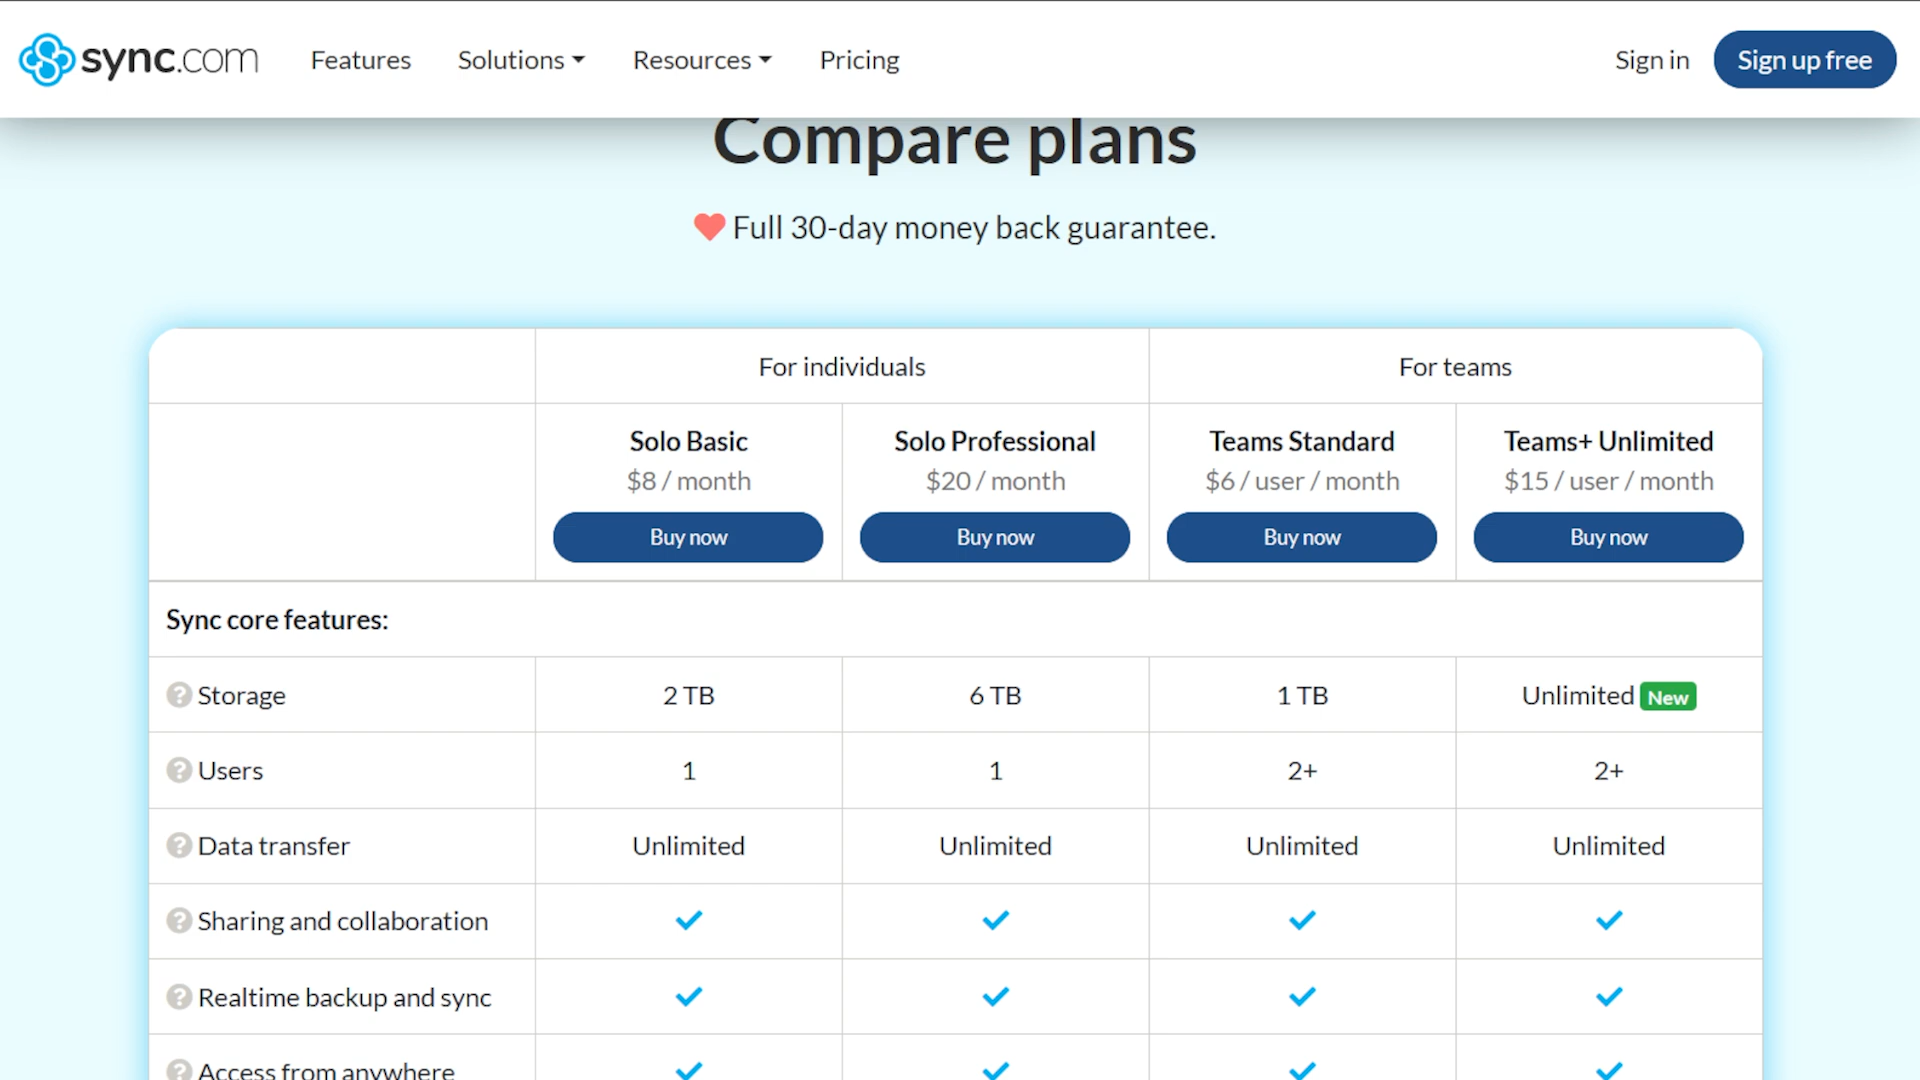 sync.com Features Solutions Resources Pricing Sign in Sign up free
Compare plans
Full 30-day money back guarantee.
For individuals For teams
Solo Basic Solo Professional Teams Standard Teams+ Unlimited
$8 / month $20 / month $6 / user / month $15 / user / month
Buy now Buy now Buy now Buy now
Sync core features:
? Storage 2 TB 6 TB 1 TB Unlimited New
? Users 1 1 2+ 2+
? Data transfer Unlimited Unlimited Unlimited Unlimited
? Sharing and collaboration
? Realtime backup and sync
? Access from anywhere